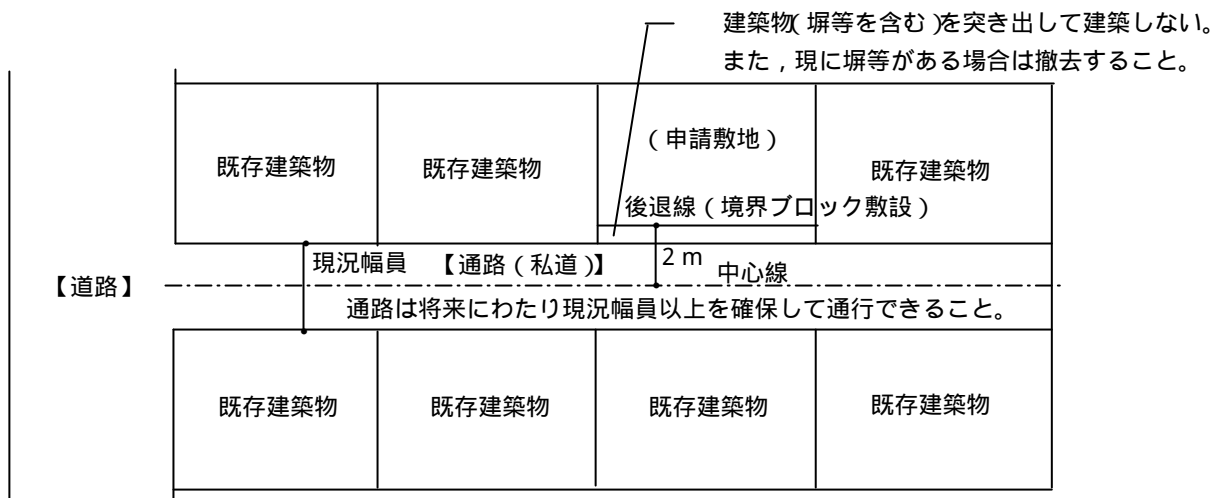 建築物(塀等を含む)を突き出して建築しない。
また，現に塀等がある場合は撤去すること。
既存建築物
既存建築物
(申請敷地)
既存建築物
後退線(境界ブロック敷設)
現況幅員
【通路(私道)】
2m
中心線
【道路】
通路は将来にわたり現況幅員以上を確保して通行できること。
既存建築物
既存建築物
既存建築物
既存建築物